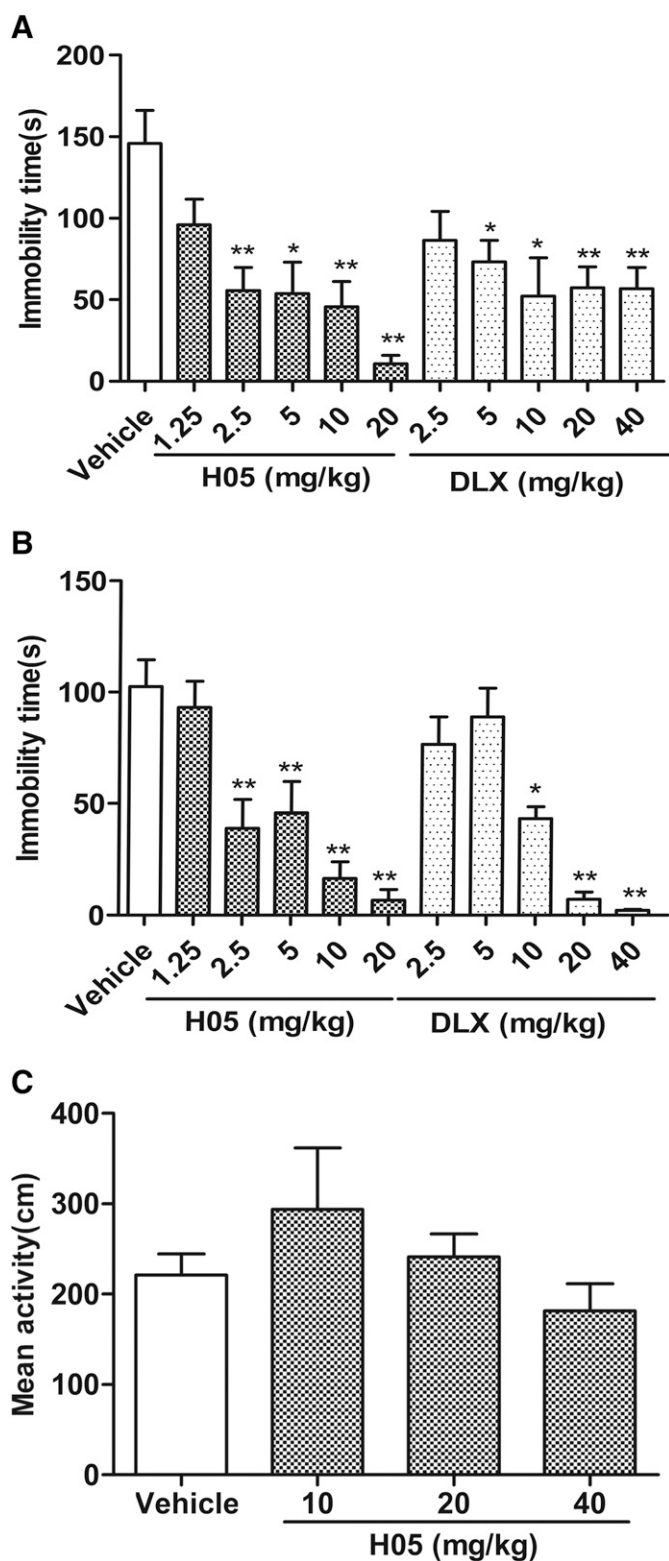 A
Immobility time(s)
200
150
100
50
0
** * ** ** * * ** **
Vehicle 1.25 2.5 5 10 20 2.5 5 10 20 40
H05 (mg/kg) DLX (mg/kg)
B
Immobility time(s)
150
100
50
0
** ** ** ** * ** **
Vehicle 1.25 2.5 5 10 20 2.5 5 10 20 40
H05 (mg/kg) DLX (mg/kg)
C
Mean activity(cm)
400
300
200
100
0
Vehicle 10 20 40
H05 (mg/kg)